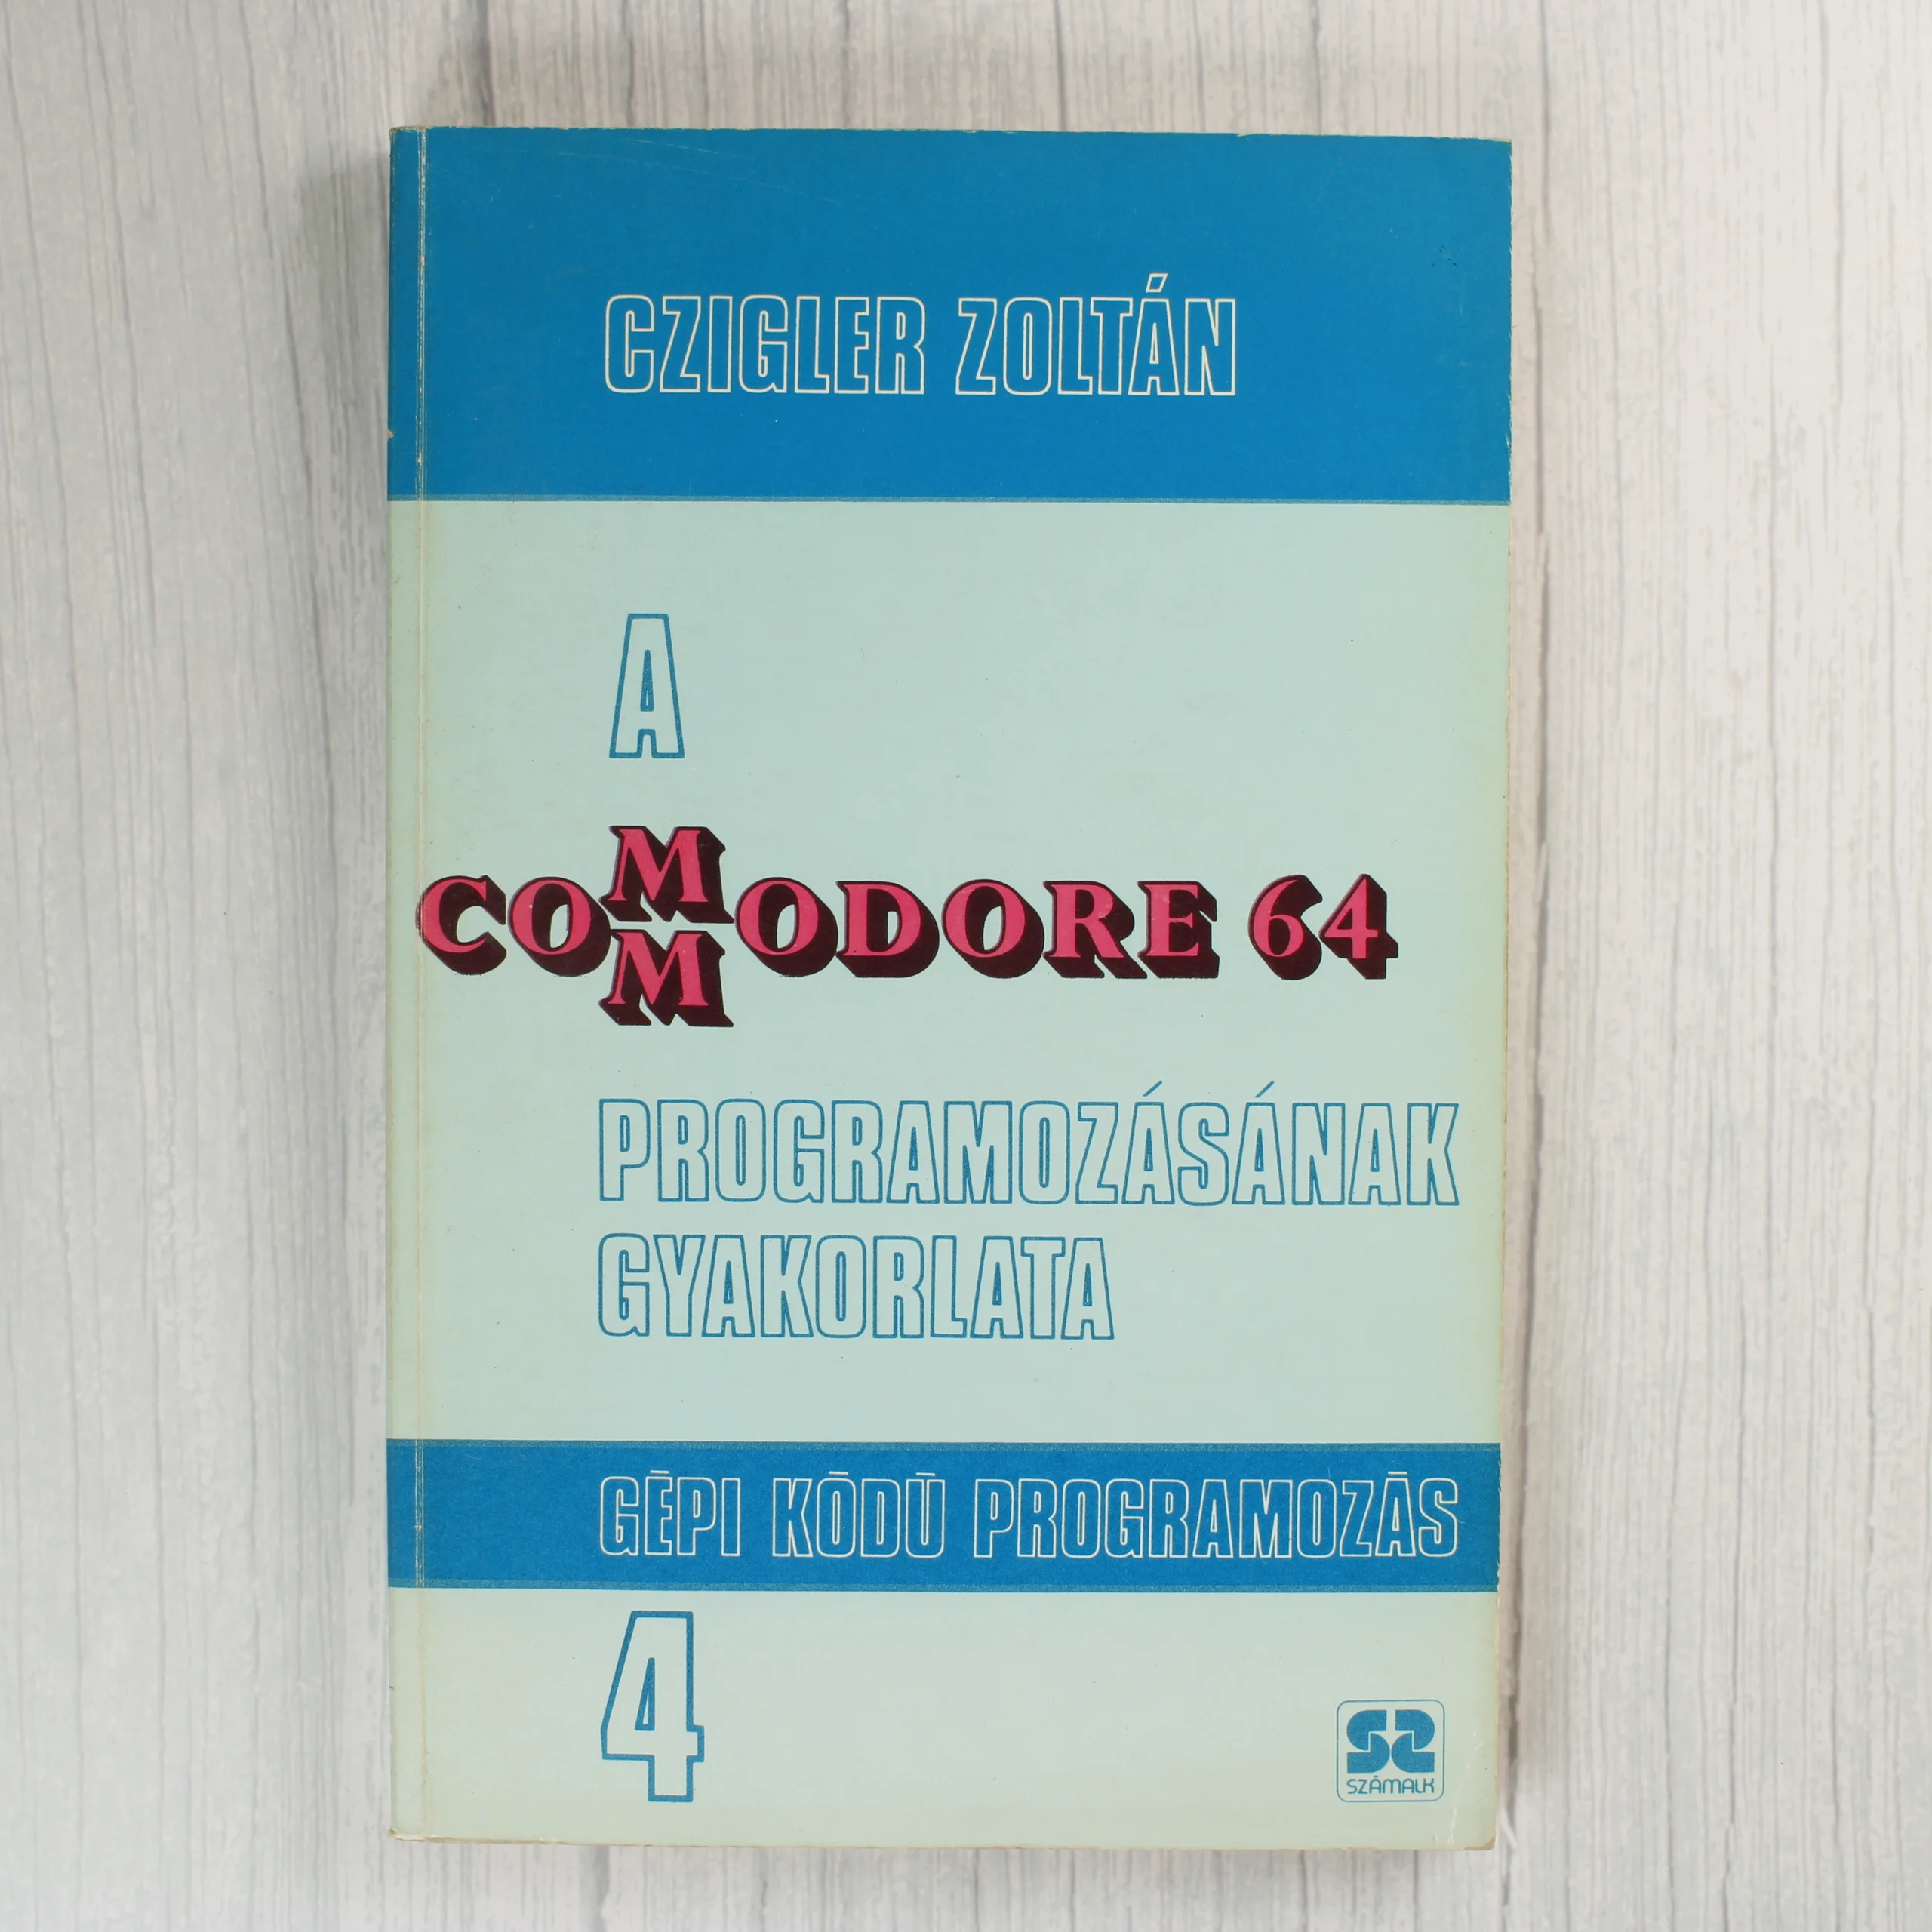 CZIGLER ZOLTÁN
A
COMMODORE 64
PROGRAMOZÁSÁNAK
GYAKORLATA
GÉPI KÓDÚ PROGRAMOZÁS
4
SZÁMALK